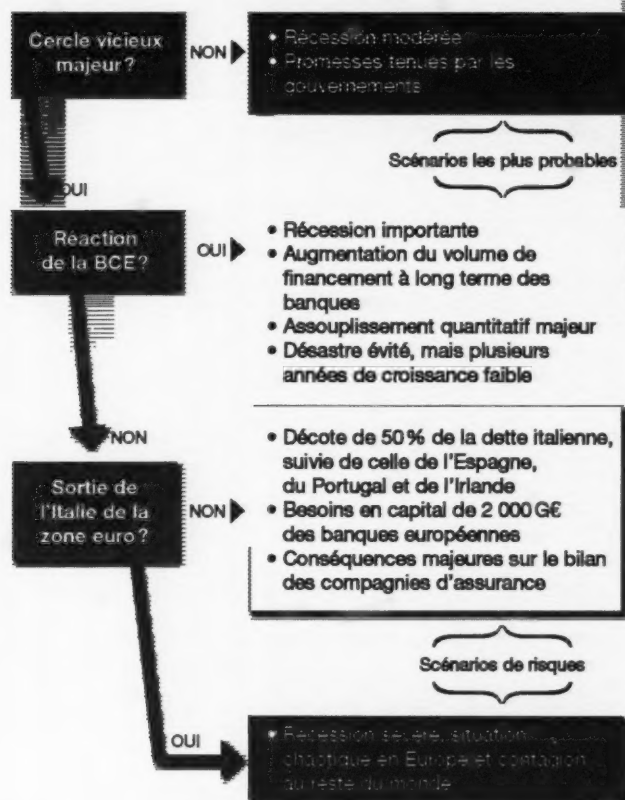 Cercle vicieux
majeur ?
NON
• Récession modérée
• Promesses tenues par les
gouvernements
Scénarios les plus probables
OUI
Réaction
de la BCE ?
OUI
• Récession importante
• Augmentation du volume de
financement à long terme des
banques
• Assouplissement quantitatif majeur
• Désastre évité, mais plusieurs
années de croissance faible
NON
Sortie de
l'Italie de la
zone euro ?
NON
• Décote de 50 % de la dette italienne,
suivie de celle de l'Espagne,
du Portugal et de l'Irlande
• Besoins en capital de 2 000 G€
des banques européennes
• Conséquences majeures sur le bilan
des compagnies d'assurance
Scénarios de risques
OUI
• Récession sévère, situation
chaotique en Europe et contagion
au reste du monde